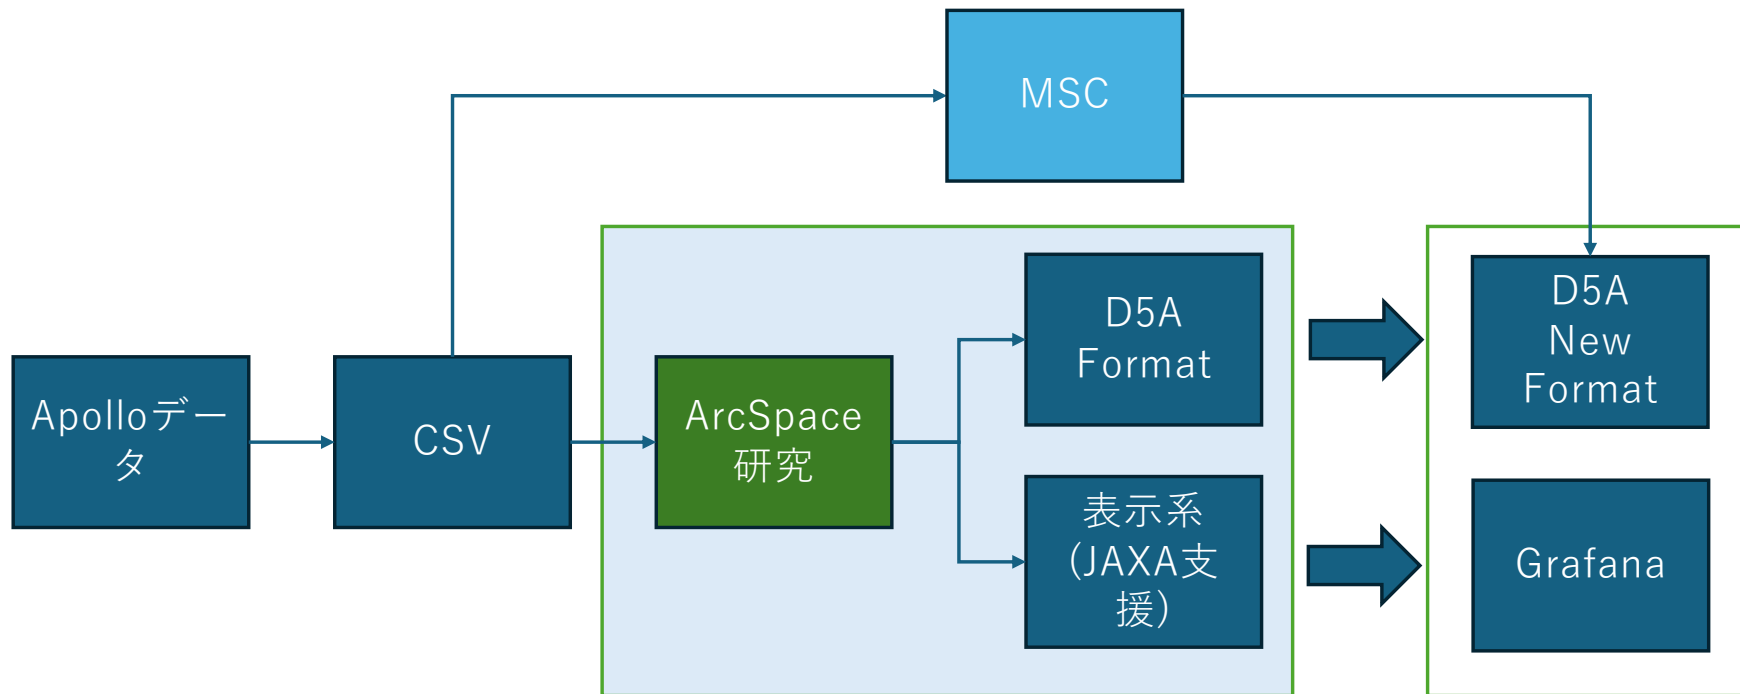 MSC
Apolloデー
タ
CSV
ArcSpace
研究
D5A
Format
表示系
(JAXA支
援)
D5A
New
Format
Grafana